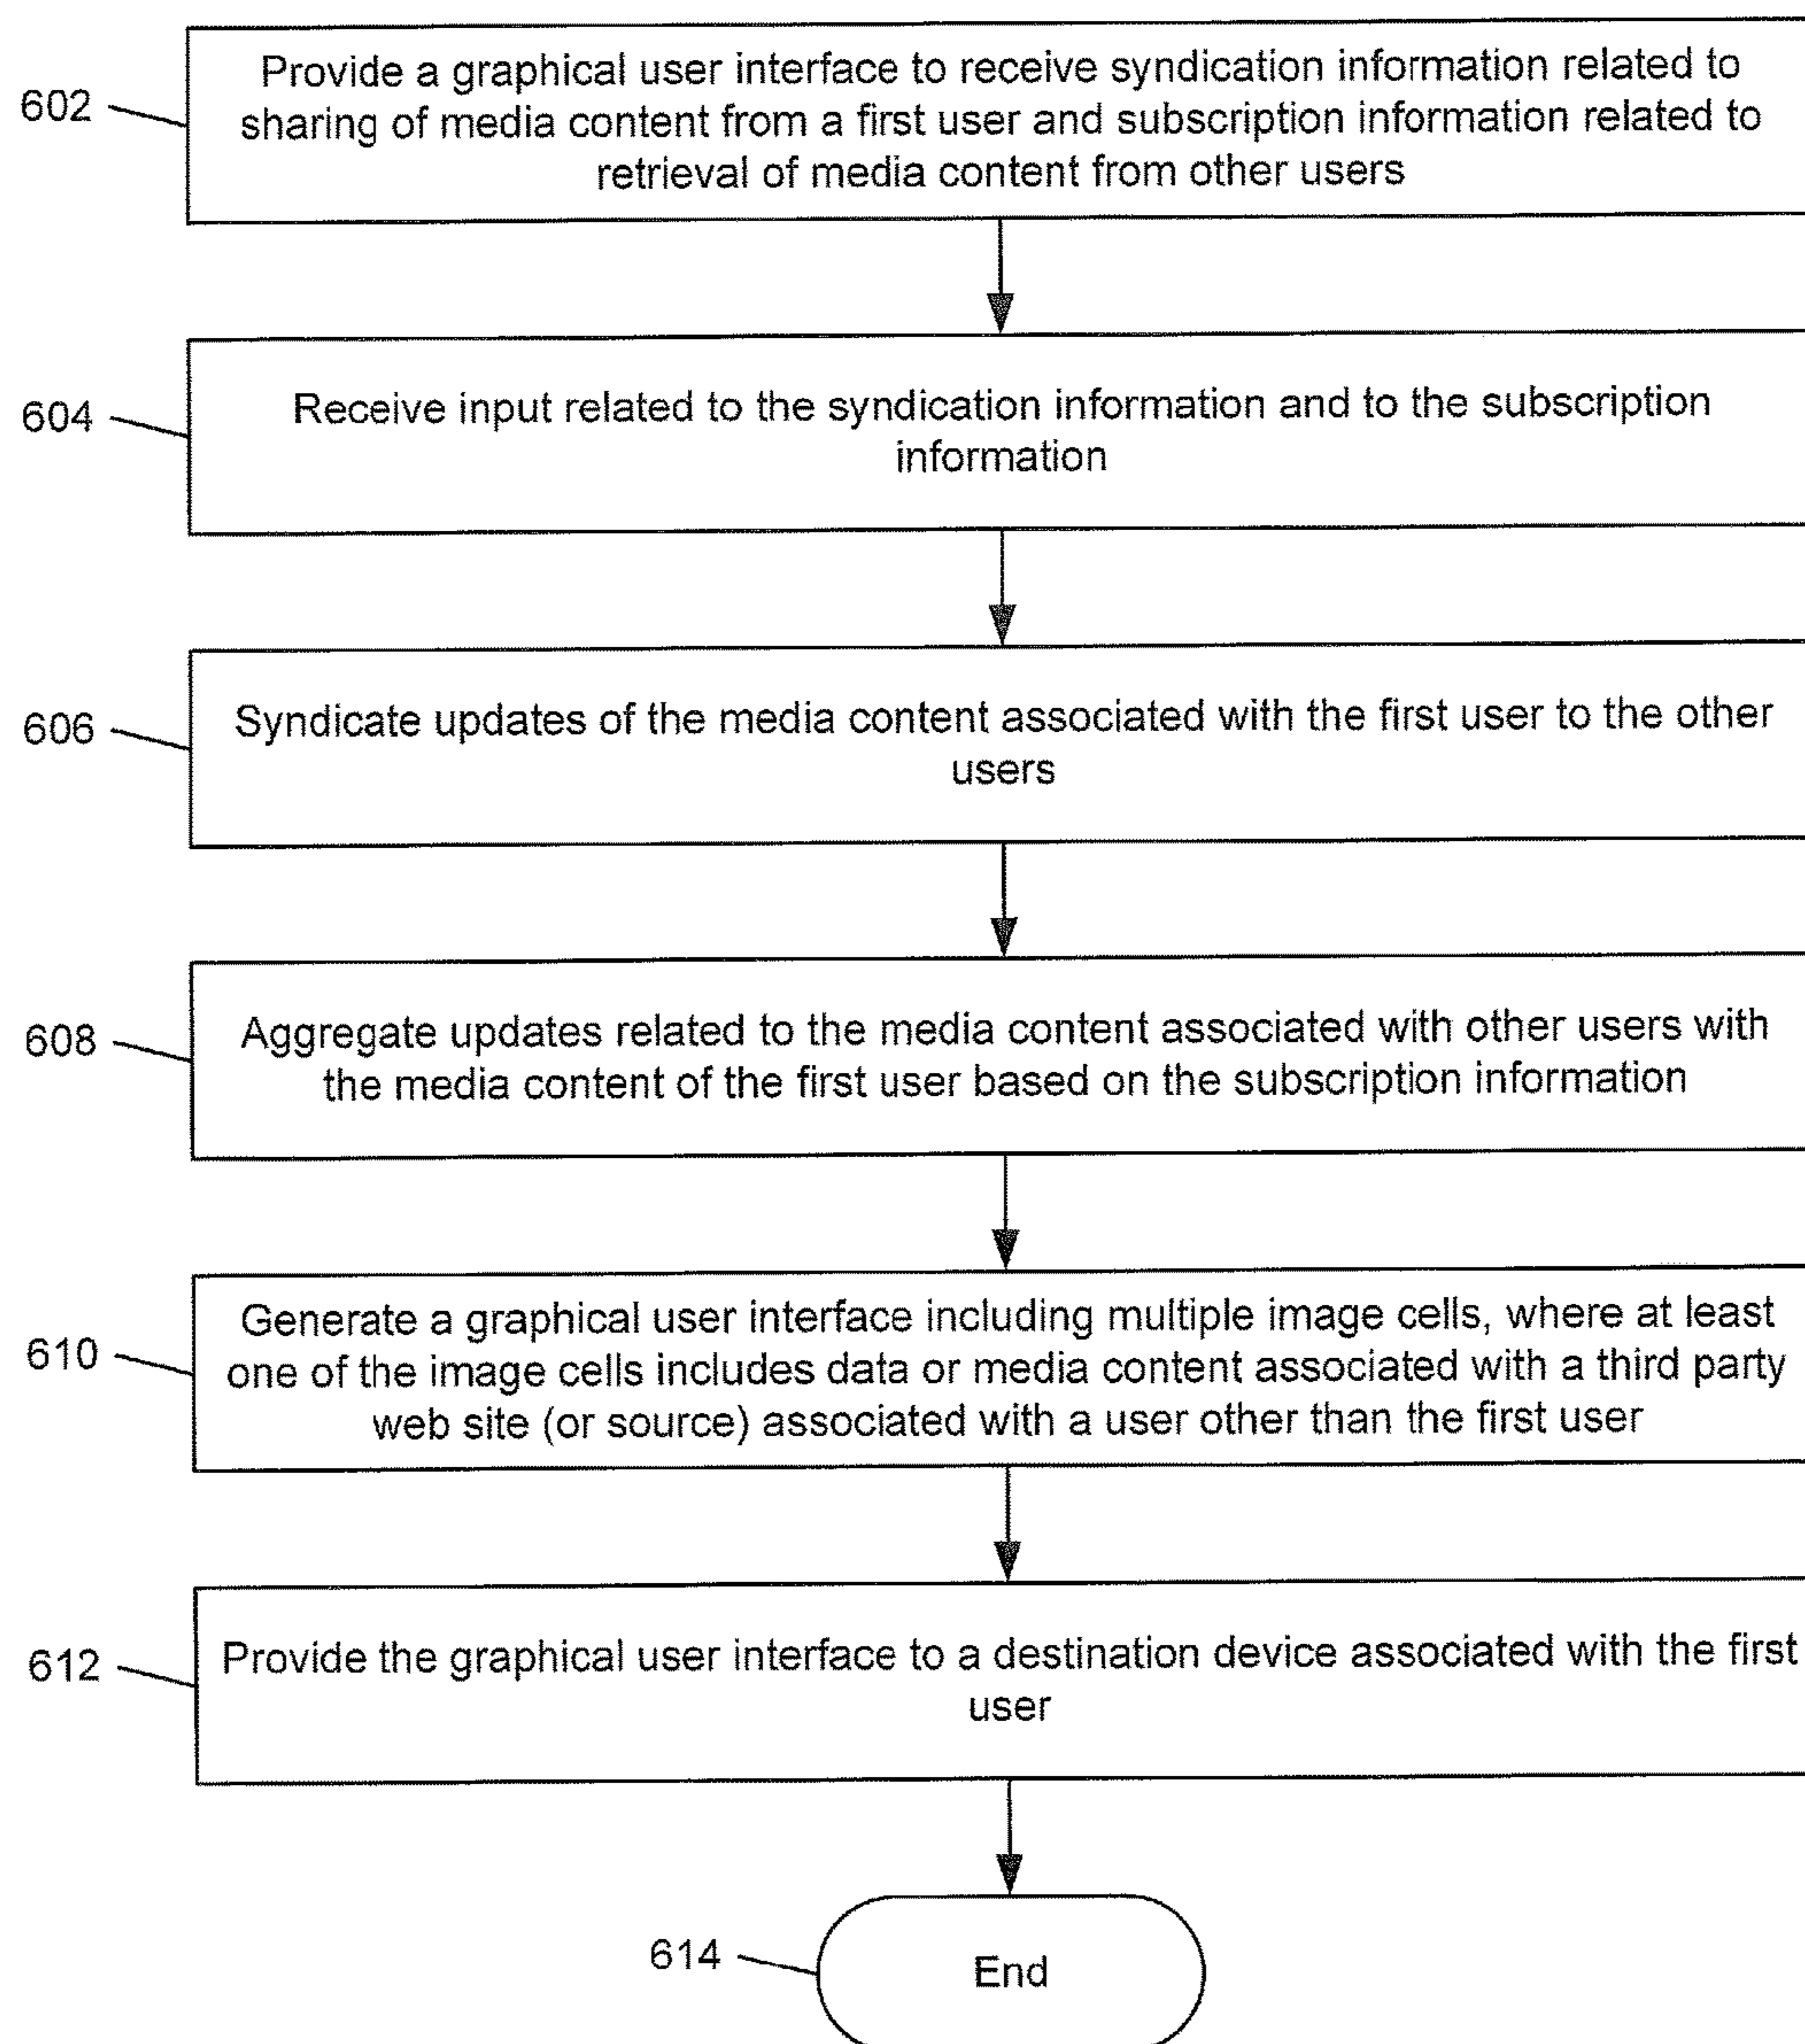 Provide a graphical user interface to receive syndication information related to
602
sharing of media content from a first user and subscription information related to
retrieval of media content from other users
604
Receive input related to the syndication information and to the subscription
information
606
Syndicate updates of the media content associated with the first user to the other
users
608
Aggregate updates related to the media content associated with other users with
the media content of the first user based on the subscription information
Generate a graphical user interface including multiple image cells, where at least
610
one of the image cells includes data or media content associated with a third party
web site (or source) associated with a user other than the first user
612
Provide the graphical user interface to a destination device associated with the first
user
614
End